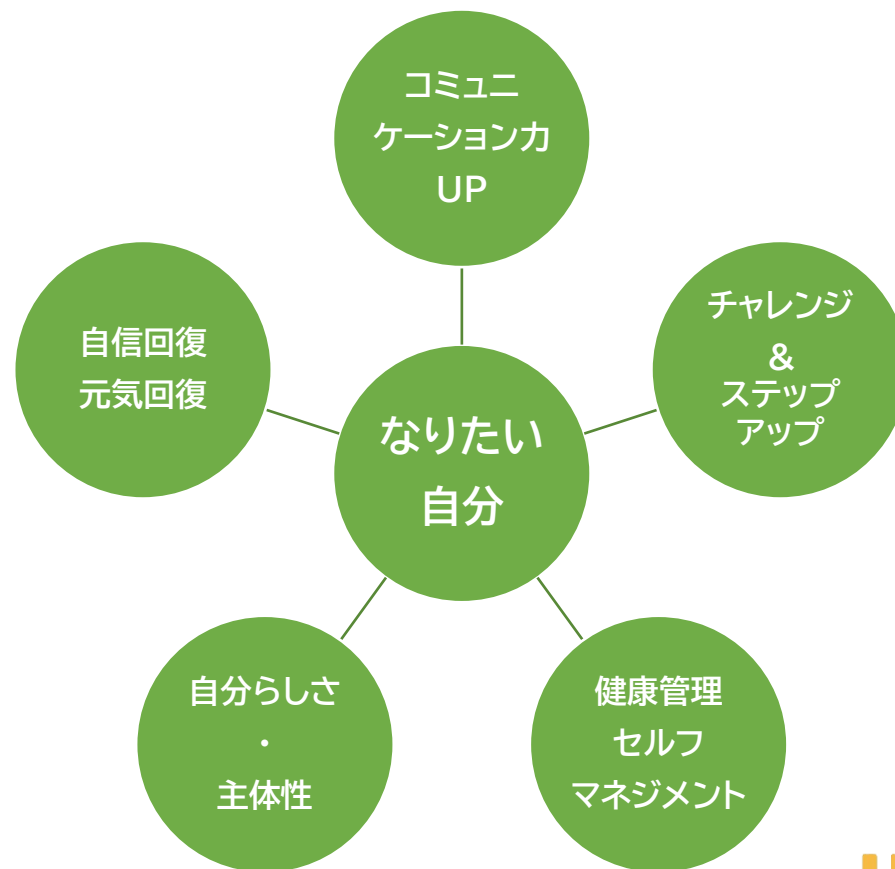 コミュニ
ケーション力
UP
チャレンジ
&
ステップ
アップ
自信回復
元気回復
なりたい
自分
自分らしさ
・
主体性
健康管理
セルフ
マネジメント